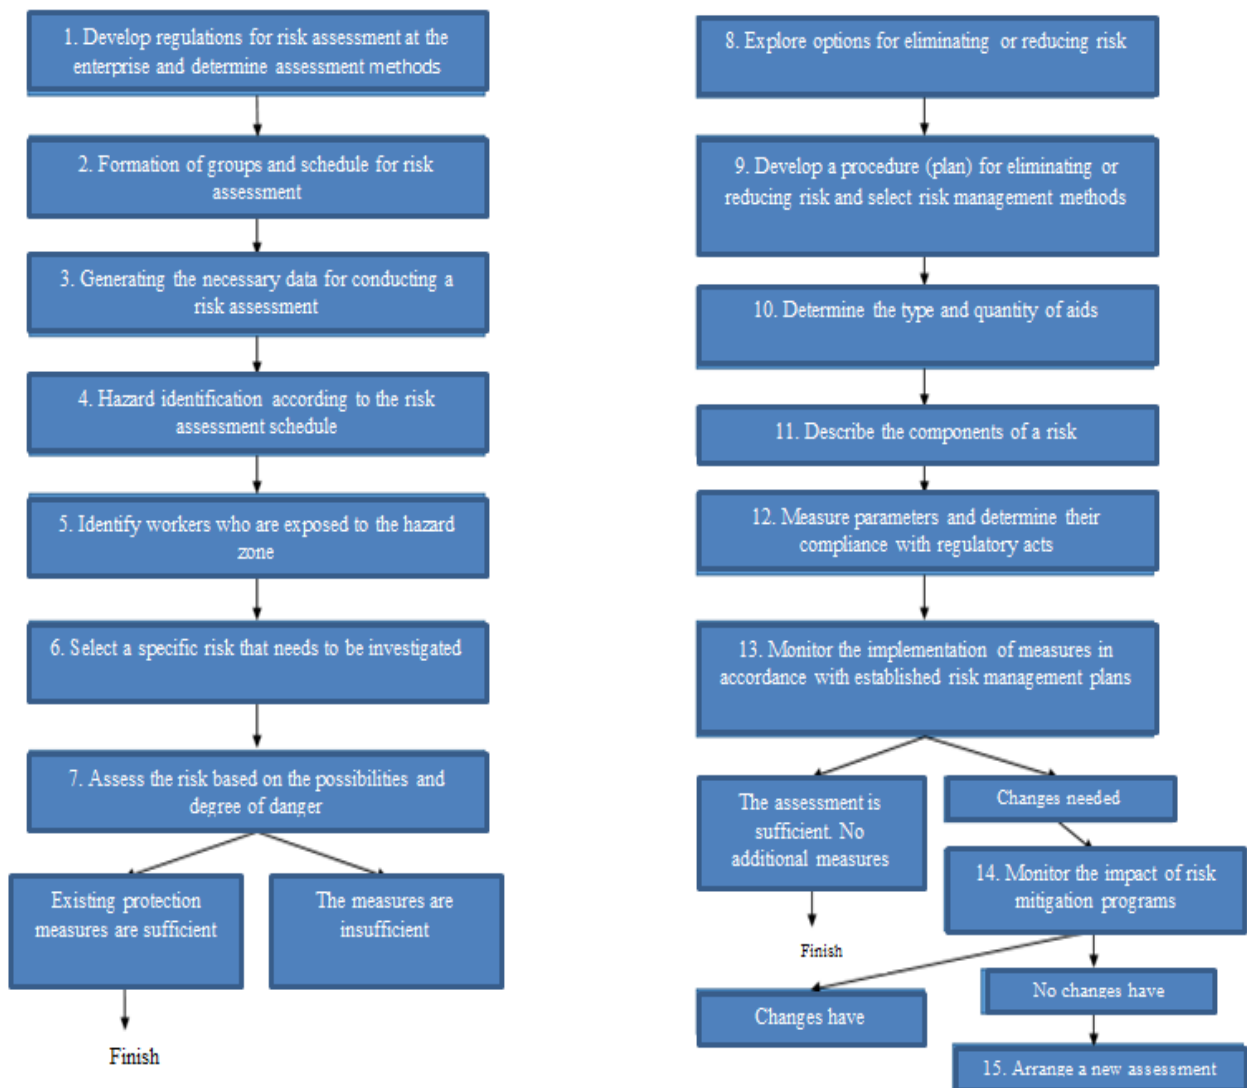 1. Develop regulations for risk assessment at the
enterprise and determine assessment methods
2. Formation of groups and schedule for risk
assessment
3. Generating the necessary data for conducting a
risk assessment
4. Hazard identification according to the risk
assessment schedule
5. Identify workers who are exposed to the hazard
zone
6. Select a specific risk that needs to be investigated
7. Assess the risk based on the possibilities and
degree of danger
Existing protection
measures are sufficient
The measures are
insufficient
Finish
8. Explore options for eliminating or reducing risk
9. Develop a procedure (plan) for eliminating or
reducing risk and select risk management methods
10. Determine the type and quantity of aids
11. Describe the components of a risk
12. Measure parameters and determine their
compliance with regulatory acts
13. Monitor the implementation of measures in
accordance with established risk management plans
The assessment is
sufficient. No
additional measures
Finish
Changes needed
14. Monitor the impact of risk
mitigation programs
Changes have
No changes have
15. Arrange a new assessment